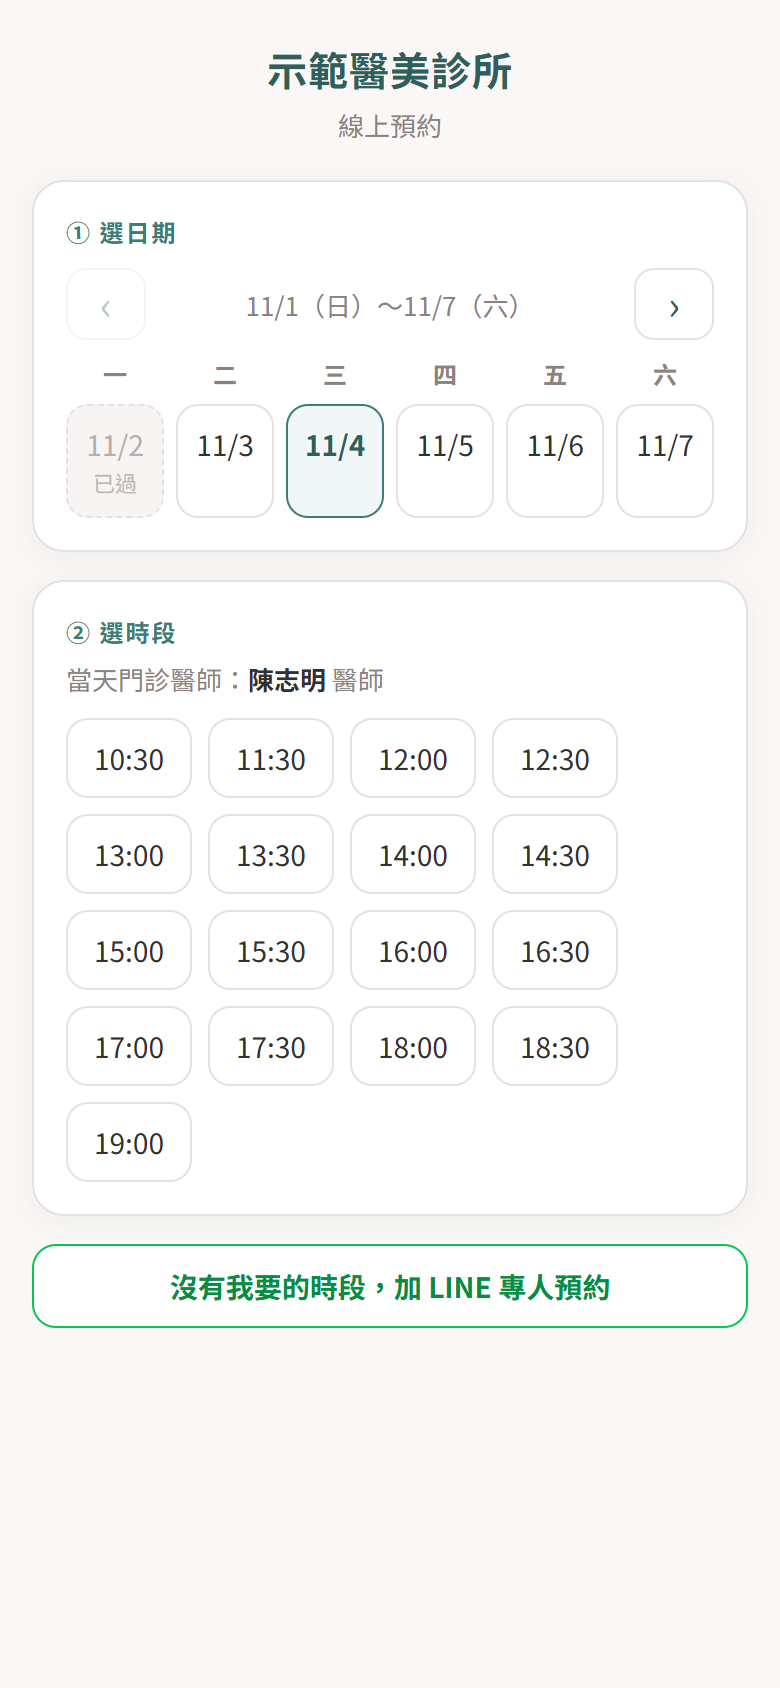 示範醫美診所
線上預約
① 選日期
‹ 11/1（日）～11/7（六） ›
一 二 三 四 五 六
11/2 11/3 11/4 11/5 11/6 11/7
已過
② 選時段
當天門診醫師：陳志明 醫師
10:30 11:30 12:00 12:30
13:00 13:30 14:00 14:30
15:00 15:30 16:00 16:30
17:00 17:30 18:00 18:30
19:00
沒有我要的時段，加 LINE 專人預約